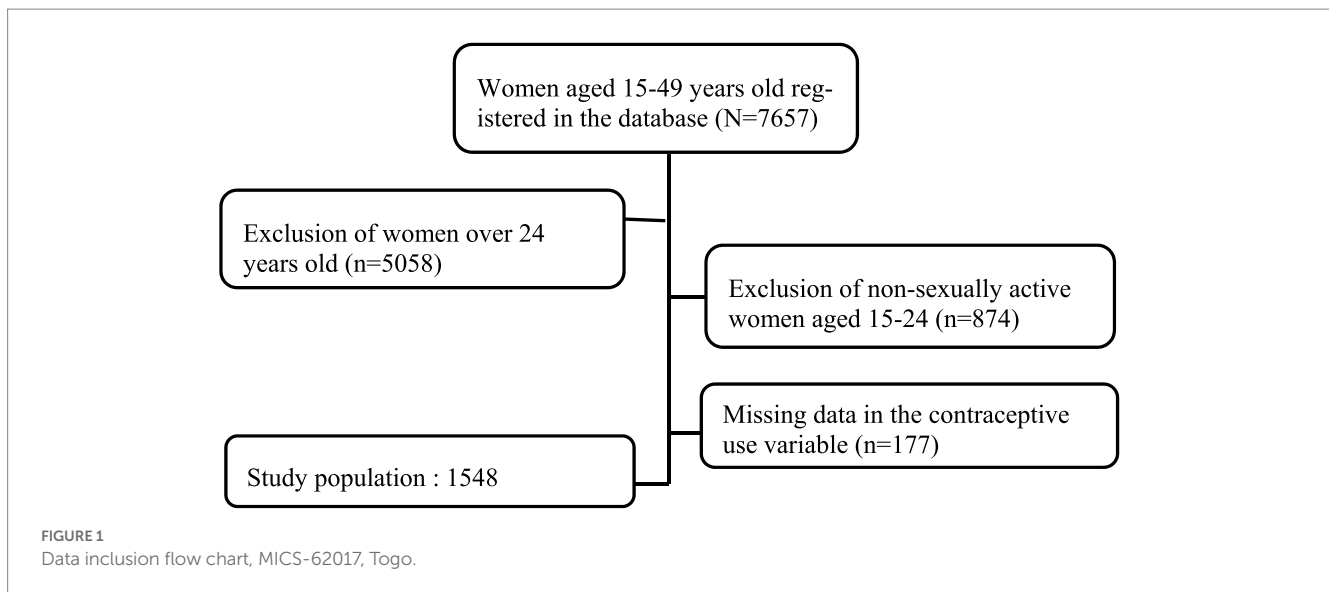 Women aged 15-49 years old reg-
istered in the database (N=7657)
Exclusion of women over 24
years old (n=5058)
Exclusion of non-sexually active
women aged 15-24 (n=874)
Missing data in the contraceptive
use variable (n=177)
Study population : 1548
FIGURE 1
Data inclusion flow chart, MICS-62017, Togo.